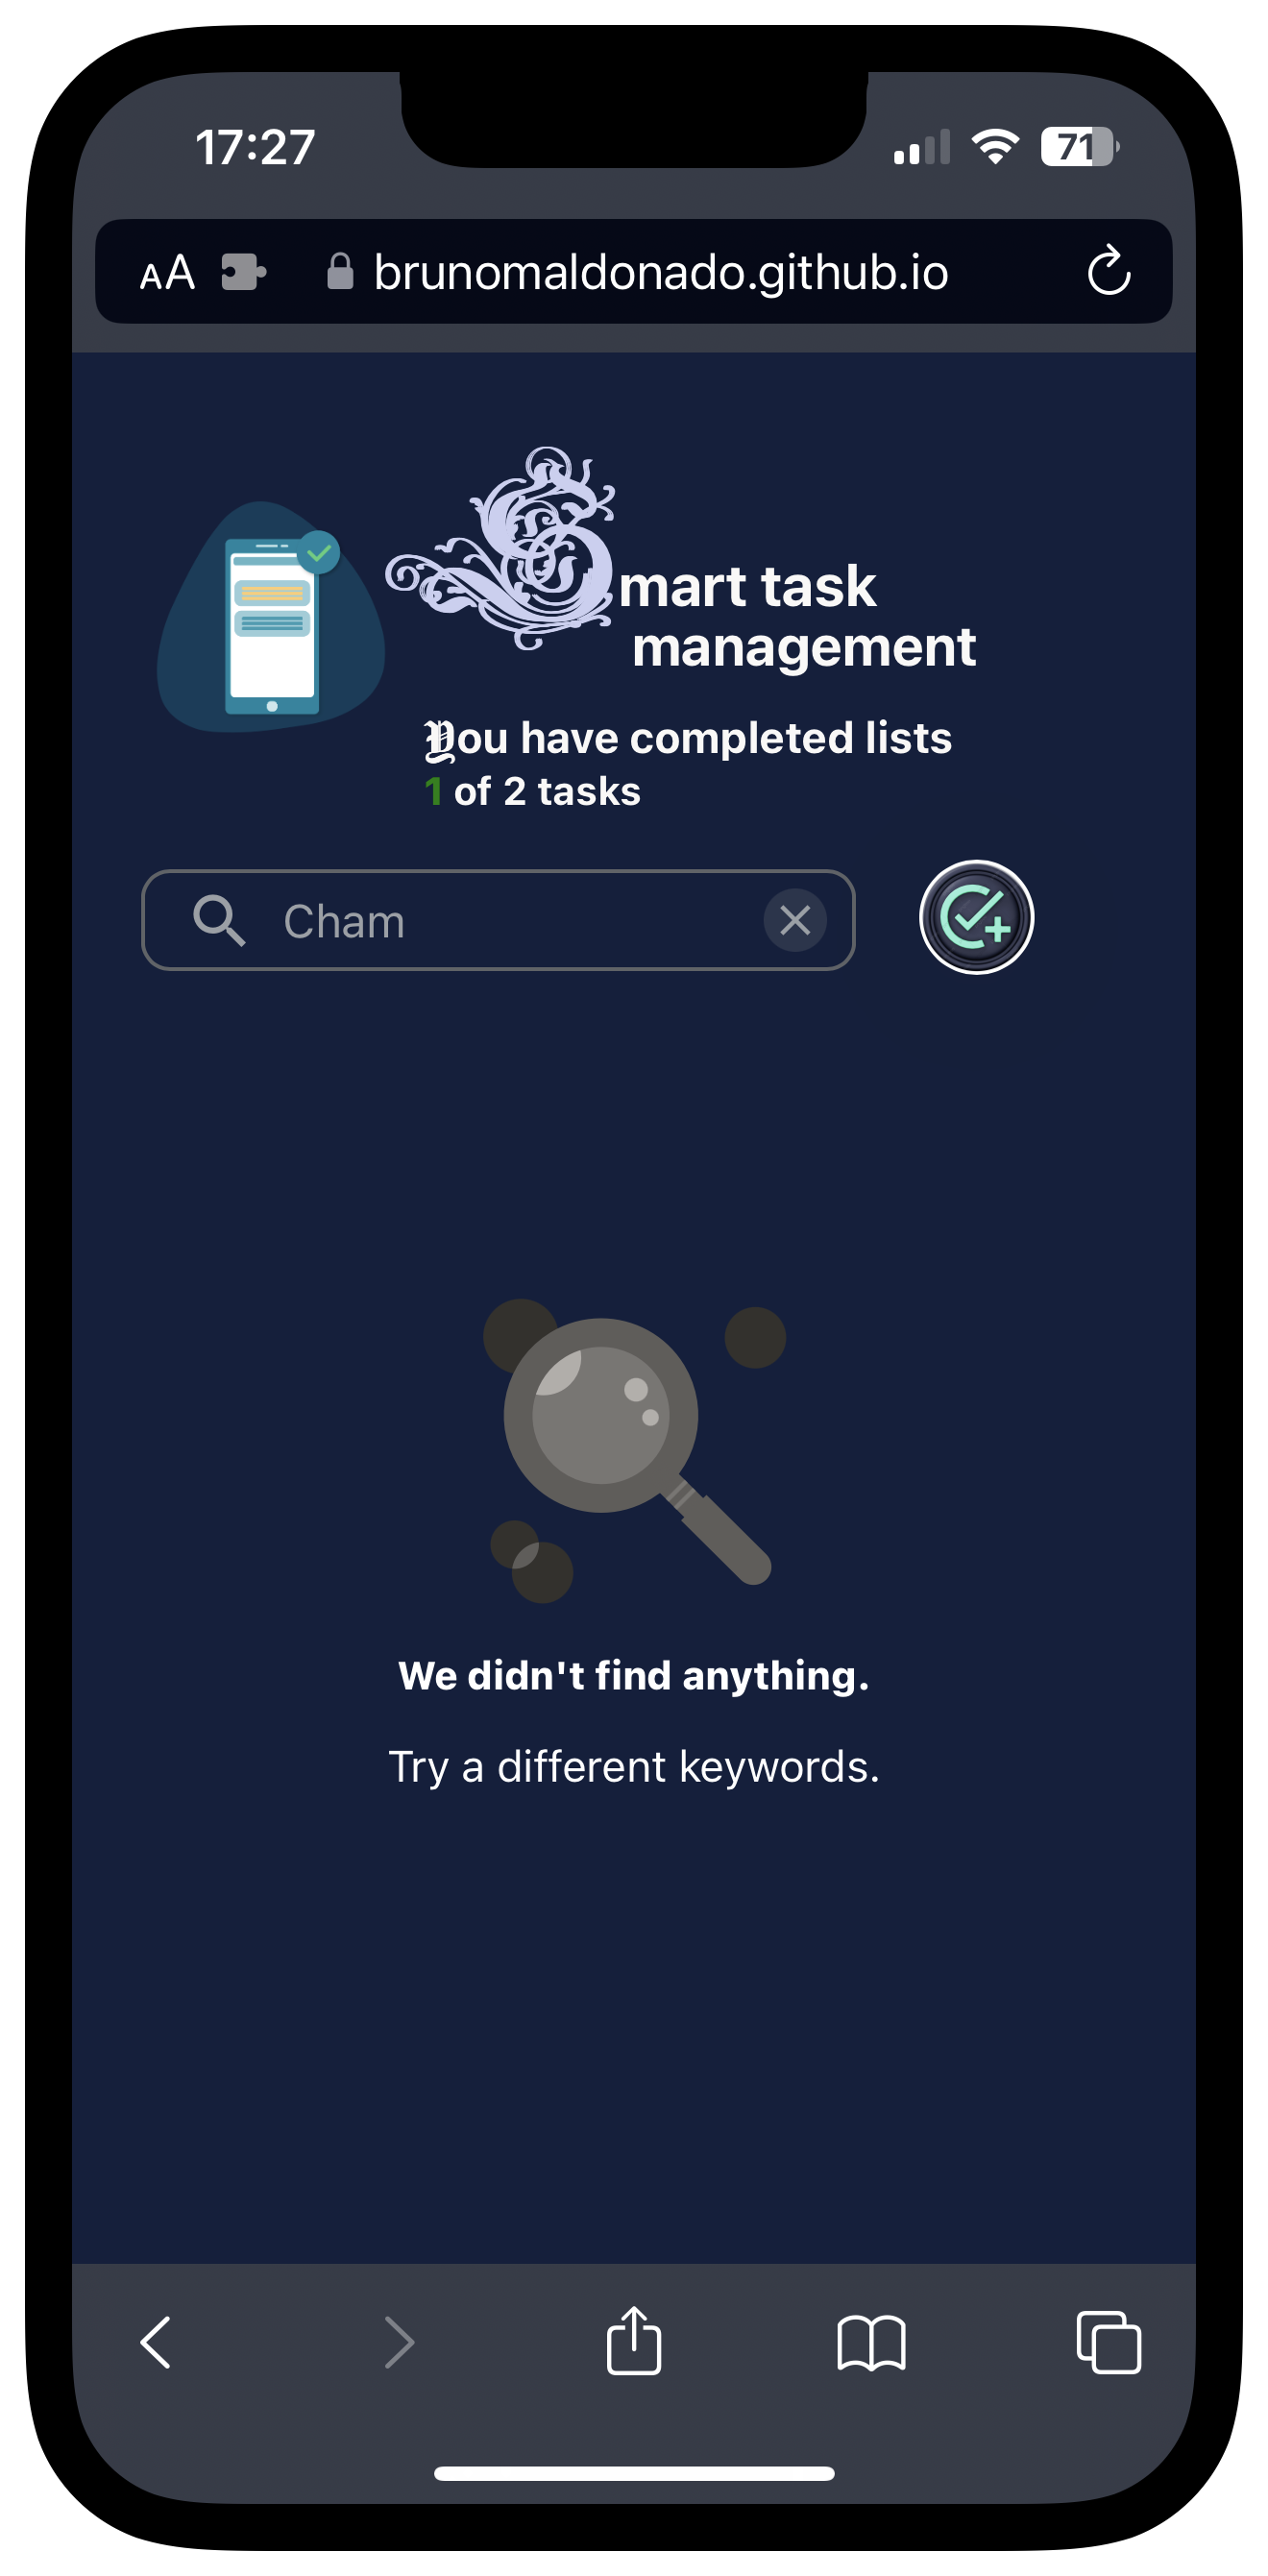 17:27
71
AA
brunomaldonado.github.io
Smart task
management
You have completed lists
1 of 2 tasks
Cham
We didn't find anything.
Try a different keywords.